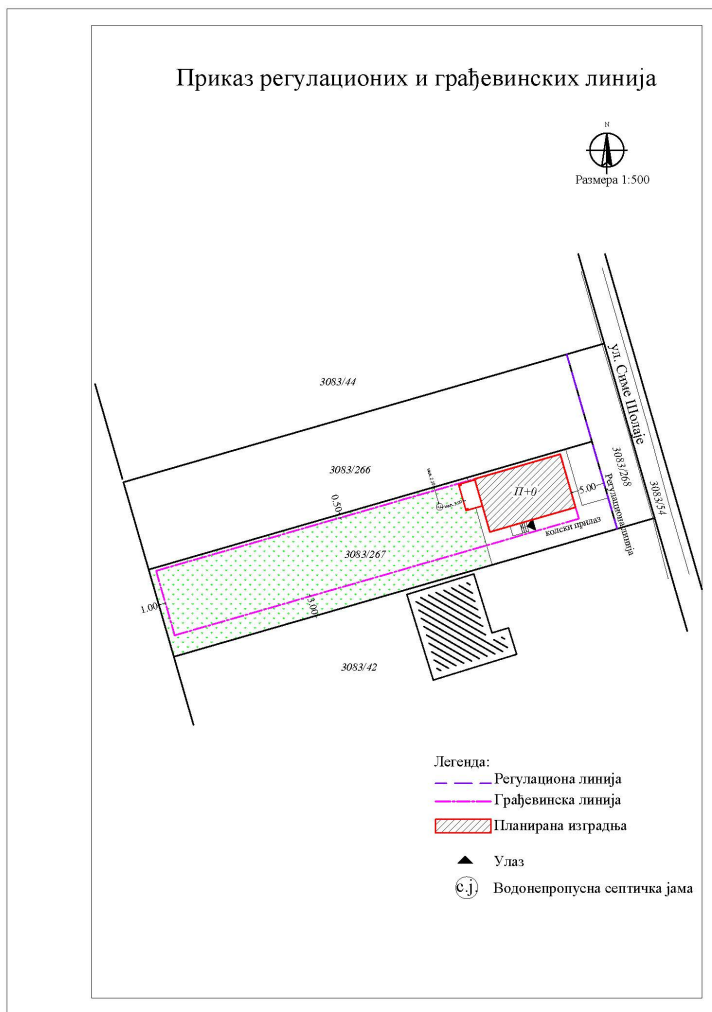 Приказ регулационих и грађевинских линија
N
Размера 1:500
ул. Симе Шолаје
3083/44
3083/266
3083/268
3083/54
Регулациона линија
П+0
5.00
0.50
колски прилаз
3083/267
1.00
3.00
3083/42
Легенда:
Регулациона линија
Грађевинска линија
Планирана изградња
Улаз
с.ј. Водонепропусна септичка јама